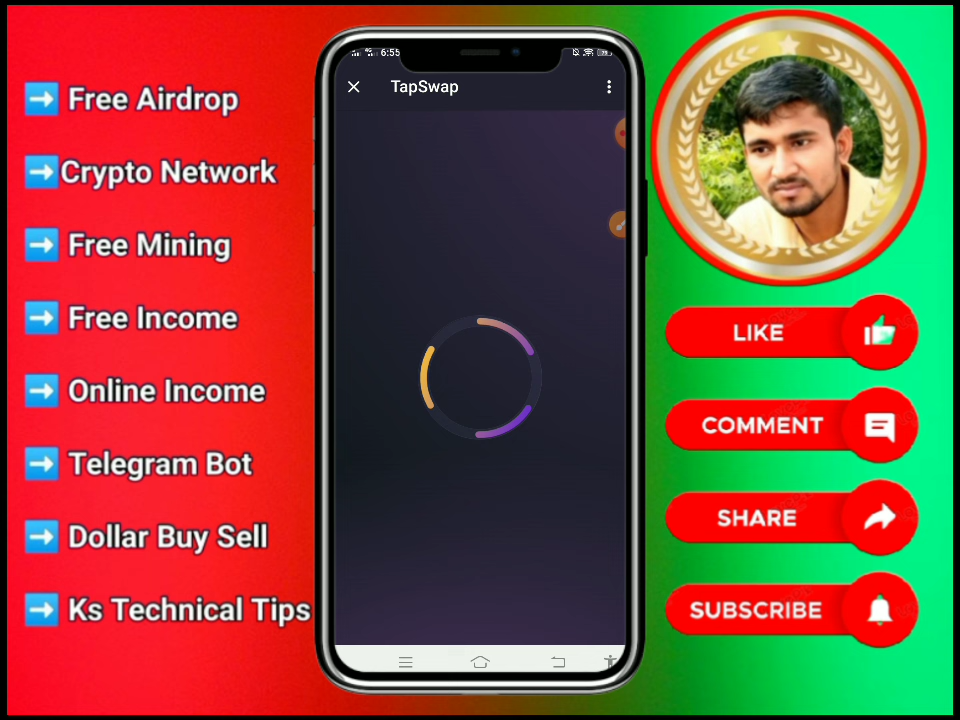 Free Airdrop
Crypto Network
Free Mining
Free Income
Online Income
Telegram Bot
Dollar Buy Sell
Ks Technical Tips
6:55
TapSwap
LIKE
COMMENT
SHARE
SUBSCRIBE